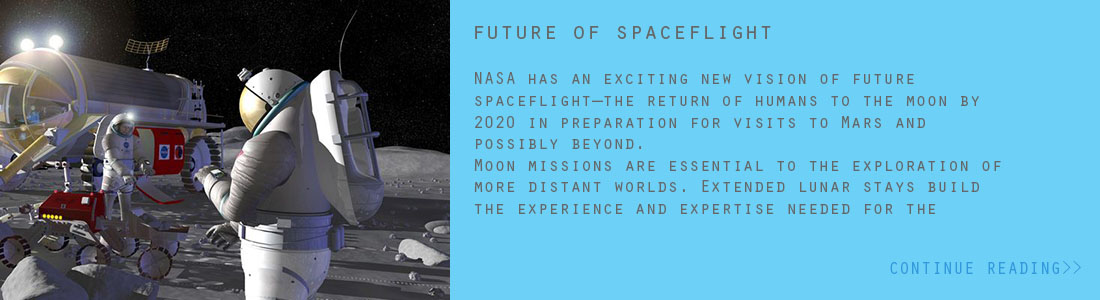 FUTURE OF SPACEFLIGHT
NASA HAS AN EXCITING NEW VISION OF FUTURE
SPACEFLIGHT—THE RETURN OF HUMANS TO THE MOON BY
2020 IN PREPARATION FOR VISITS TO MARS AND
POSSIBLY BEYOND.
MOON MISSIONS ARE ESSENTIAL TO THE EXPLORATION OF
MORE DISTANT WORLDS. EXTENDED LUNAR STAYS BUILD
THE EXPERIENCE AND EXPERTISE NEEDED FOR THE
CONTINUE READING>>